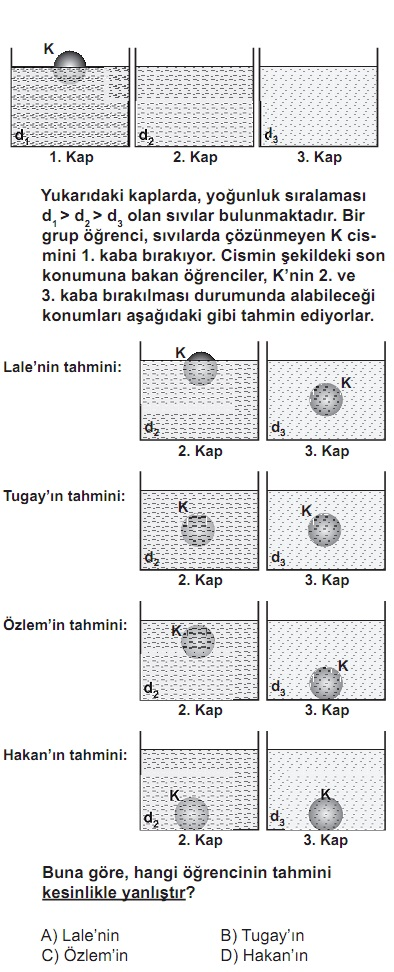 K
d1 d2 d3
1. Kap 2. Kap 3. Kap
Yukarıdaki kaplarda, yoğunluk sıralaması
d1 > d2 > d3 olan sıvılar bulunmaktadır. Bir
grup öğrenci, sıvılarda çözünmeyen K cis-
mini 1. kaba bırakıyor. Cismin şekildeki son
konumuna bakan öğrenciler, K'nin 2. ve
3. kaba bırakılması durumunda alabileceği
konumları aşağıdaki gibi tahmin ediyorlar.
Lale'nin tahmini:
K K
d2 d3
2. Kap 3. Kap
Tugay'ın tahmini:
K K
d2 d3
2. Kap 3. Kap
Özlem'in tahmini:
K K
d2 d3
2. Kap 3. Kap
Hakan'ın tahmini:
K K
d2 d3
2. Kap 3. Kap
Buna göre, hangi öğrencinin tahmini
kesinlikle yanlıştır?
A) Lale'nin B) Tugay'ın
C) Özlem'in D) Hakan'ın